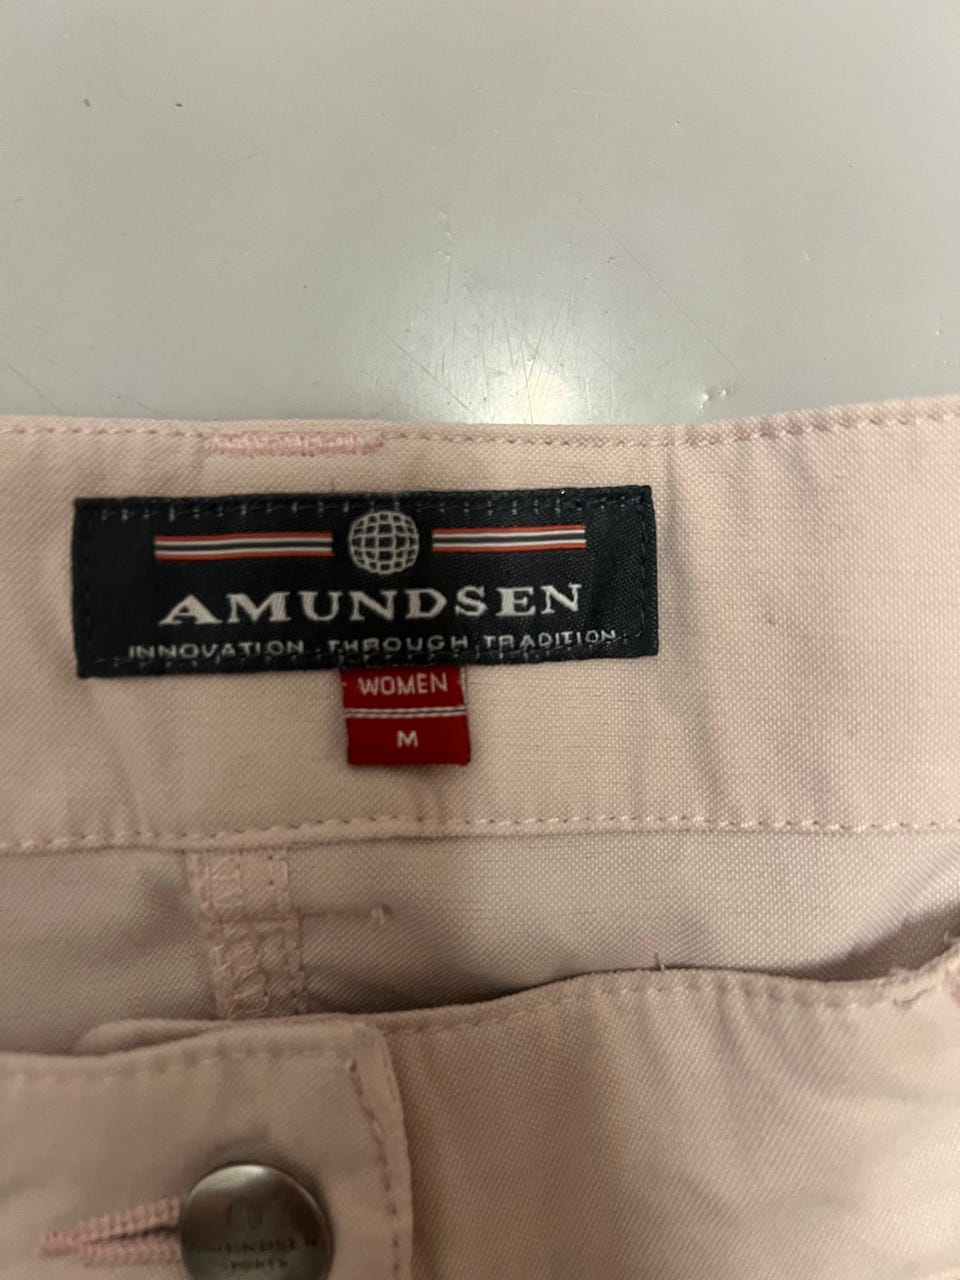 AMUNDSEN
INNOVATION THROUGH TRADITION
WOMEN
M